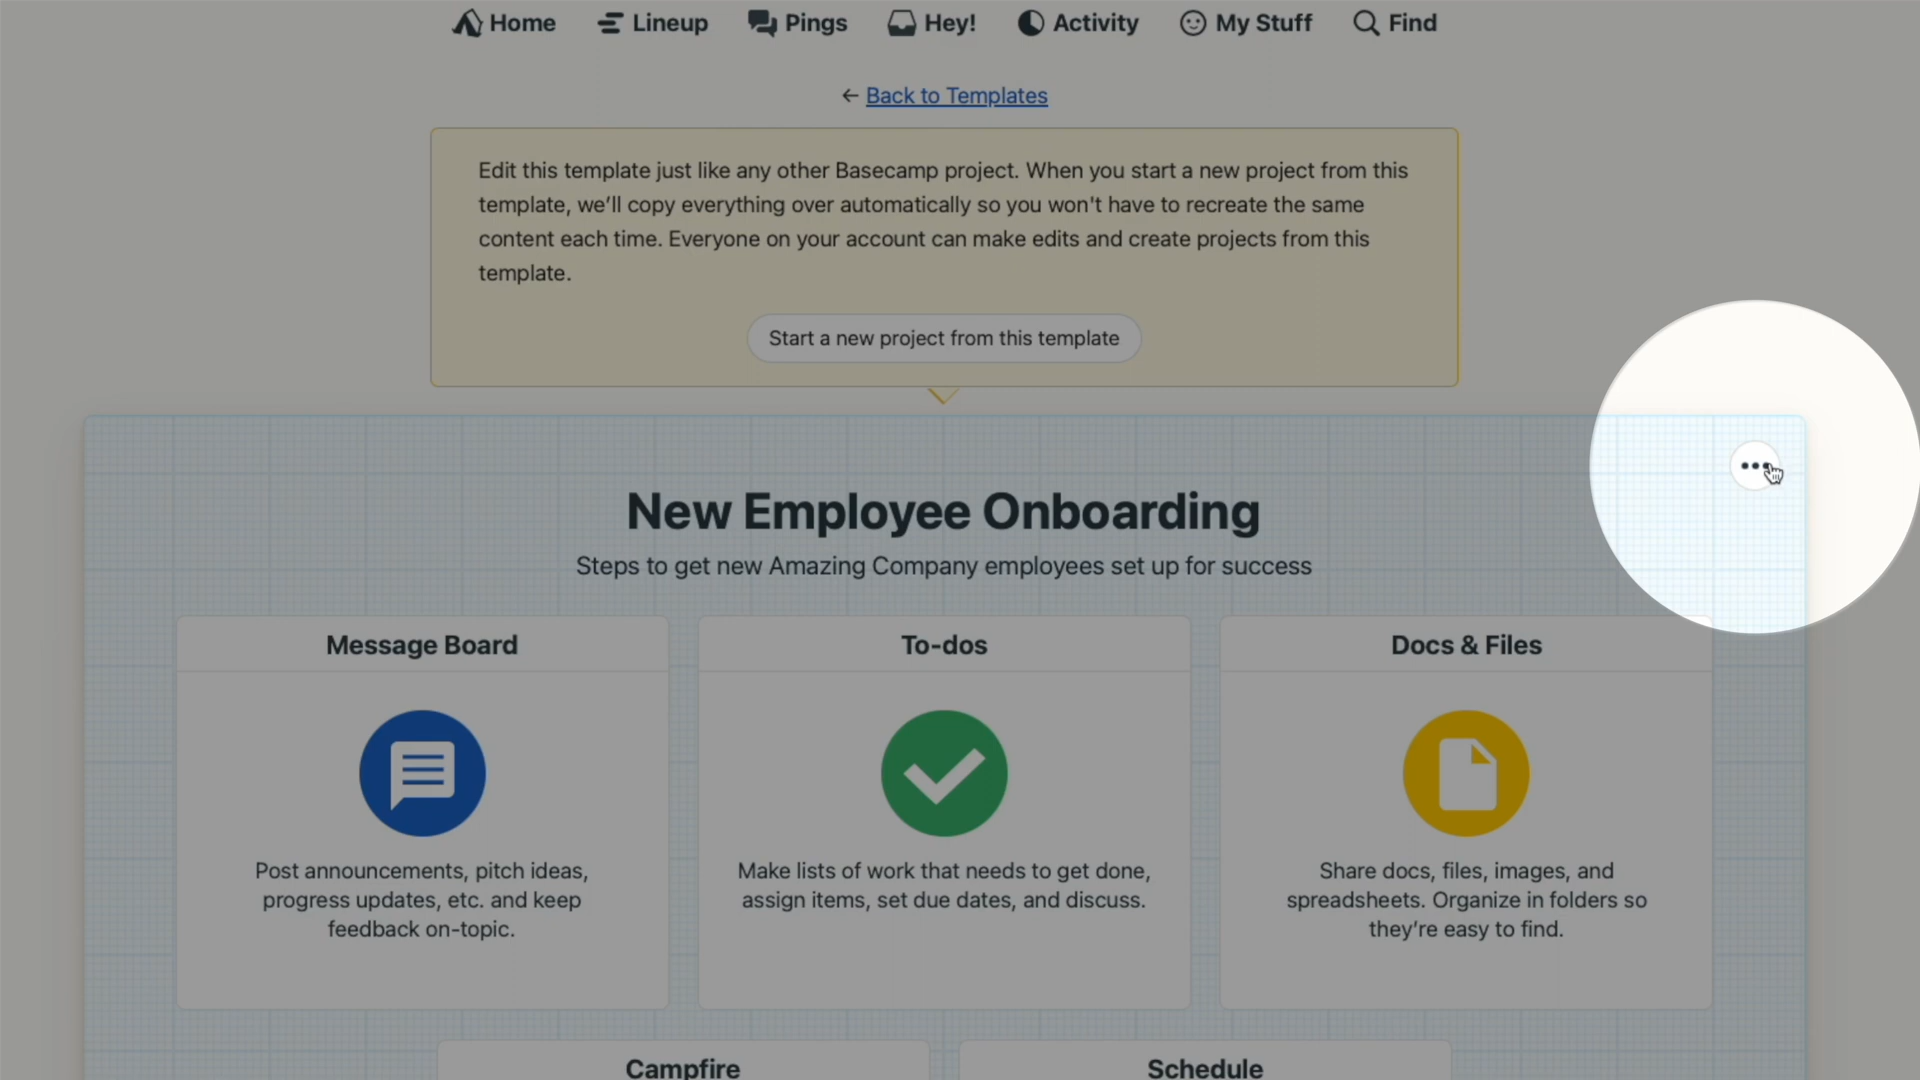 Home Lineup Pings Hey! Activity My Stuff Find
← Back to Templates
Edit this template just like any other Basecamp project. When you start a new project from this
template, we’ll copy everything over automatically so you won't have to recreate the same
content each time. Everyone on your account can make edits and create projects from this
template.
Start a new project from this template
New Employee Onboarding
Steps to get new Amazing Company employees set up for success
Message Board
Post announcements, pitch ideas,
progress updates, etc. and keep
feedback on-topic.
To-dos
Make lists of work that needs to get done,
assign items, set due dates, and discuss.
Docs & Files
Share docs, files, images, and
spreadsheets. Organize in folders so
they’re easy to find.
Campfire
Schedule